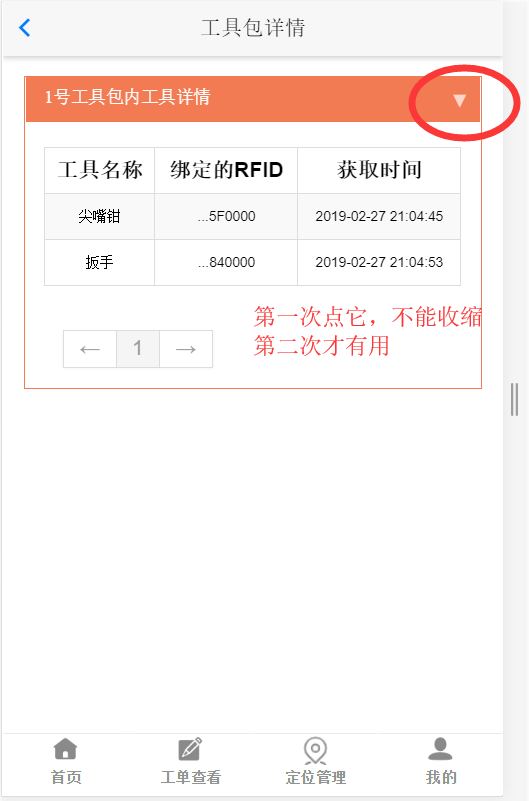 工具包详情
1号工具包内工具详情
工具名称 绑定的RFID 获取时间
尖嘴钳 ...5F0000 2019-02-27 21:04:45
扳手 ...840000 2019-02-27 21:04:53
第一次点它，不能收缩
第二次才有用
← 1 →
首页 工单查看 定位管理 我的